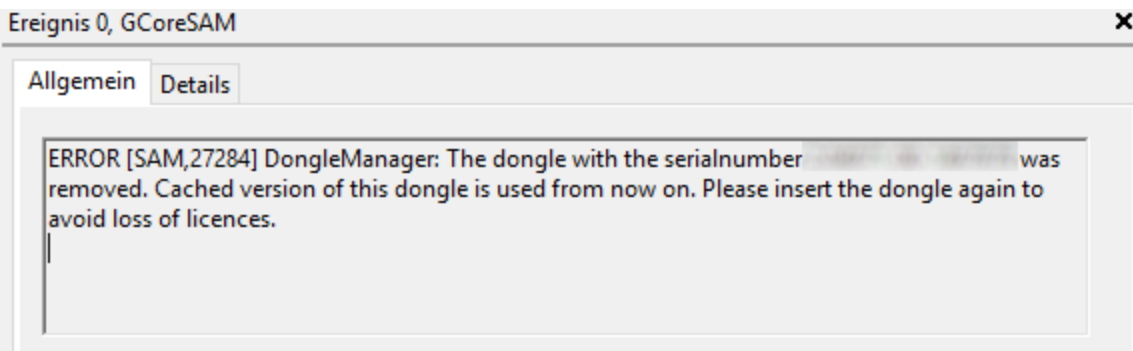 Ereignis 0, GCoreSAM
Allgemein
Details
ERROR [SAM,27284] DongleManager: The dongle with the serialnumber was
removed. Cached version of this dongle is used from now on. Please insert the dongle again to
avoid loss of licences.